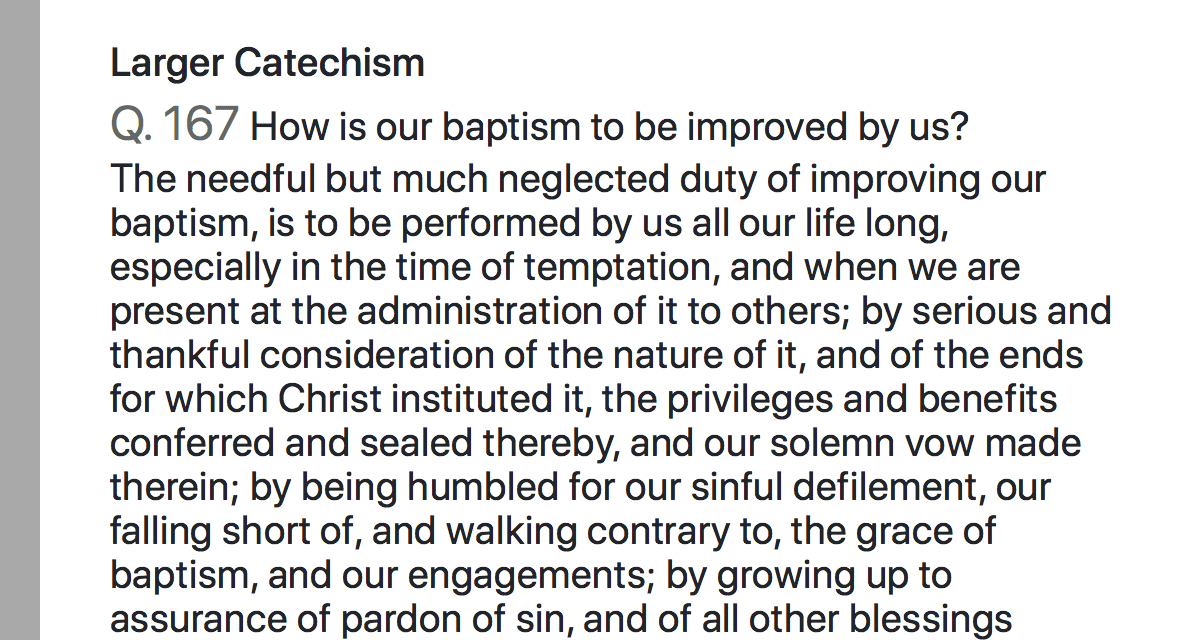 Larger Catechism
Q. 167 How is our baptism to be improved by us?
The needful but much neglected duty of improving our
baptism, is to be performed by us all our life long,
especially in the time of temptation, and when we are
present at the administration of it to others; by serious and
thankful consideration of the nature of it, and of the ends
for which Christ instituted it, the privileges and benefits
conferred and sealed thereby, and our solemn vow made
therein; by being humbled for our sinful defilement, our
falling short of, and walking contrary to, the grace of
baptism, and our engagements; by growing up to
assurance of pardon of sin, and of all other blessings